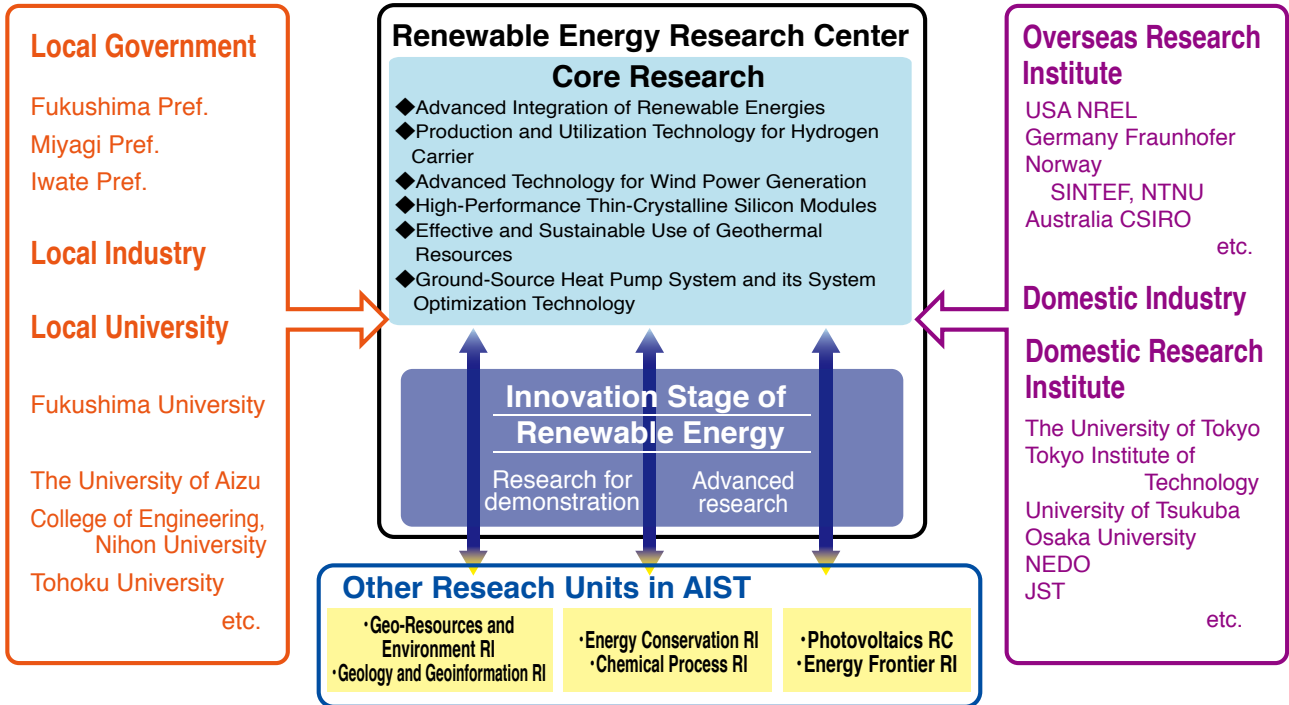 Local Government
Fukushima Pref.
Miyagi Pref.
Iwate Pref.
Local Industry
Local University
Fukushima University
The University of Aizu
College of Engineering,
Nihon University
Tohoku University
etc.
Renewable Energy Research Center
Core Research
◆Advanced Integration of Renewable Energies
◆Production and Utilization Technology for Hydrogen
Carrier
◆Advanced Technology for Wind Power Generation
◆High-Performance Thin-Crystalline Silicon Modules
◆Effective and Sustainable Use of Geothermal
Resources
◆Ground-Source Heat Pump System and its System
Optimization Technology
Innovation Stage of
Renewable Energy
Research for
demonstration
Advanced
research
Other Reseach Units in AIST
・Geo-Resources and
Environment RI
・Geology and Geoinformation RI
・Energy Conservation RI
・Chemical Process RI
・Photovoltaics RC
・Energy Frontier RI
Overseas Research
Institute
USA NREL
Germany Fraunhofer
Norway
SINTEF, NTNU
Australia CSIRO
etc.
Domestic Industry
Domestic Research
Institute
The University of Tokyo
Tokyo Institute of
Technology
University of Tsukuba
Osaka University
NEDO
JST
etc.